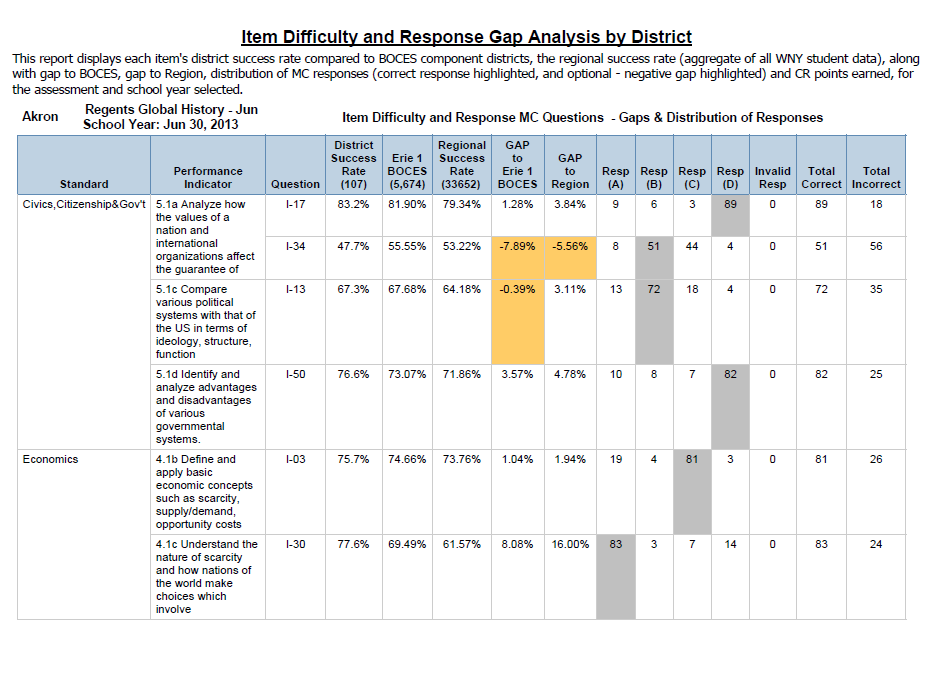 Item Difficulty and Response Gap Analysis by District
This report displays each item's district success rate compared to BOCES component districts, the regional success rate (aggregate of all WNY student data), along
with gap to BOCES, gap to Region, distribution of MC responses (correct response highlighted, and optional - negative gap highlighted) and CR points earned, for
the assessment and school year selected.
Akron
Regents Global History - Jun
School Year: Jun 30, 2013
Item Difficulty and Response MC Questions - Gaps & Distribution of Responses
Standard
Performance
Indicator
Question
District
Success
Rate
(107)
Erie 1
BOCES
(5,674)
Regional
Success
Rate
(33652)
GAP
to
Erie 1
BOCES
GAP
to
Region
Resp
(A)
Resp
(B)
Resp
(C)
Resp
(D)
Invalid
Resp
Total
Correct
Total
Incorrect
Civics,Citizenship&Gov't
5.1a Analyze how
the values of a
nation and
international
organizations affect
the guarantee of
I-17 83.2% 81.90% 79.34% 1.28% 3.84% 9 6 3 89 0 89 18
I-34 47.7% 55.55% 53.22% -7.89% -5.56% 8 51 44 4 0 51 56
5.1c Compare
various political
systems with that of
the US in terms of
ideology, structure,
function
I-13 67.3% 67.68% 64.18% -0.39% 3.11% 13 72 18 4 0 72 35
5.1d Identify and
analyze advantages
and disadvantages
of various
governmental
systems.
I-50 76.6% 73.07% 71.86% 3.57% 4.78% 10 8 7 82 0 82 25
Economics
4.1b Define and
apply basic
economic concepts
such as scarcity,
supply/demand,
opportunity costs
I-03 75.7% 74.66% 73.76% 1.04% 1.94% 19 4 81 3 0 81 26
4.1c Understand the
nature of scarcity
and how nations of
the world make
choices which
involve
I-30 77.6% 69.49% 61.57% 8.08% 16.00% 83 3 7 14 0 83 24